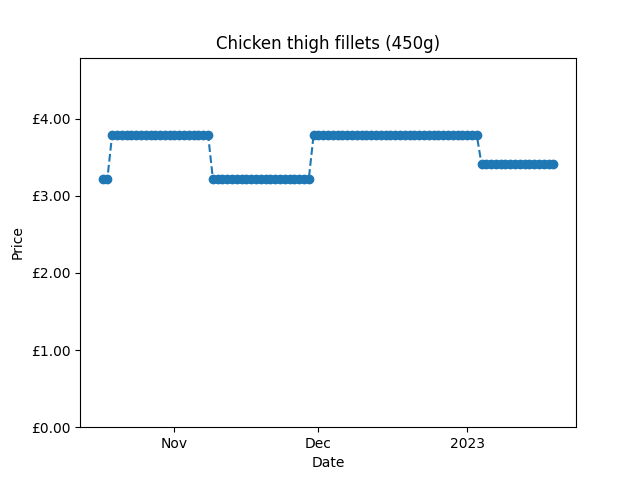 Chicken thigh fillets (450g)
£4.00
£3.00
£2.00
£1.00
£0.00
Price
Nov
Dec
2023
Date